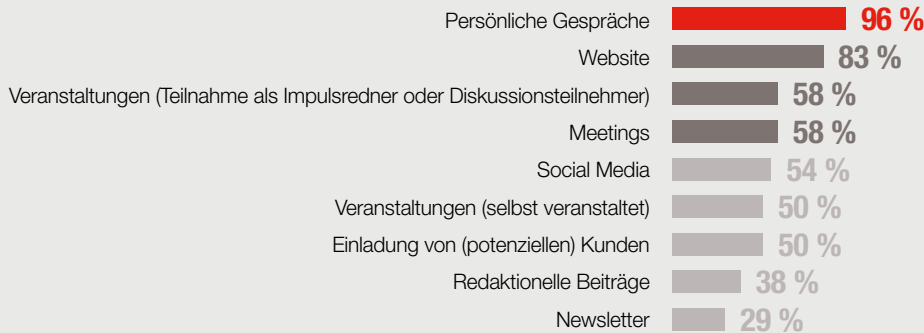 Persönliche Gespräche 96 %
Website 83 %
Veranstaltungen (Teilnahme als Impulsredner oder Diskussionsteilnehmer) 58 %
Meetings 58 %
Social Media 54 %
Veranstaltungen (selbst veranstaltet) 50 %
Einladung von (potenziellen) Kunden 50 %
Redaktionelle Beiträge 38 %
Newsletter 29 %